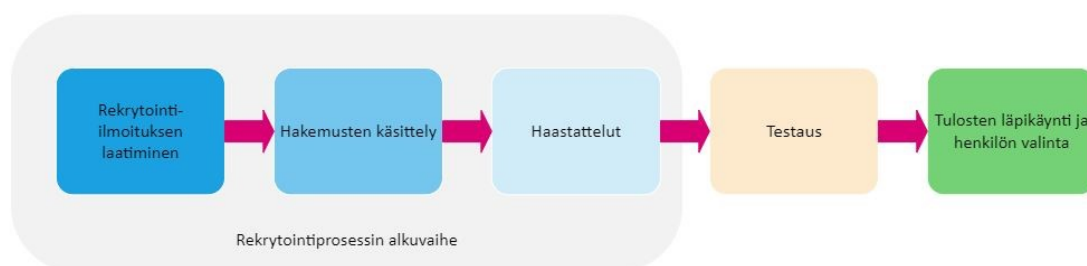 Rekrytointi-
ilmoituksen
laatiminen
Hakemusten käsittely
Haastattelut
Testaus
Tulosten läpikäynti ja
henkilön valinta
Rekrytointiprosessin alkuvaihe